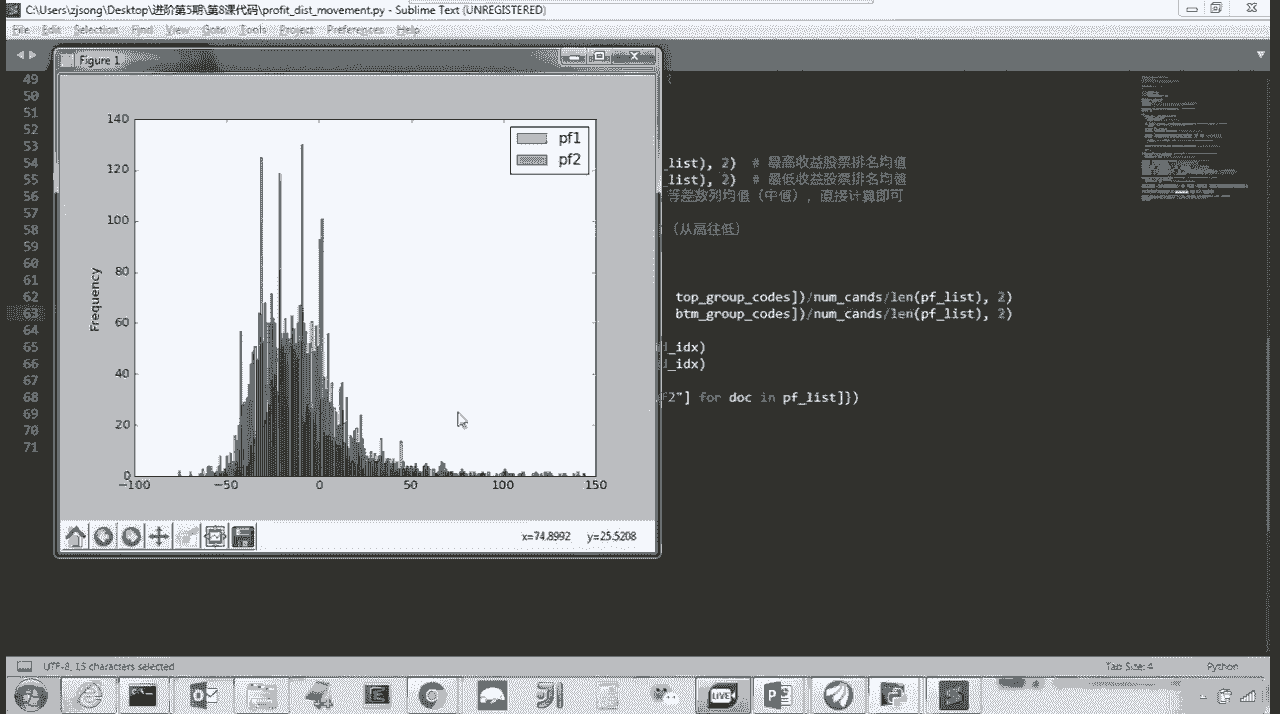 C:\Users\zjsong\Desktop\进阶第5期\第8课代码\profit_dist_movement.py - Sublime Text (UNREGISTERED)
File Edit Selection Find View Goto Tools Project Preferences Help
Figure 1
49
50
51
52
53
54 _list), 2) # 最高收益股票排名均值
55 _list), 2) # 最低收益股票排名均值
56 等差数列均值（中值），直接计算即可
57
58 （从高往低）
59
60
61
62 top_group_codes])/num_cands/len(pf_list), 2)
63 btm_group_codes])/num_cands/len(pf_list), 2)
64
65 d_idx)
66 d_idx)
67
68 f2"] for doc in pf_list]})
69
70
71
pf1
pf2
Frequency
140
120
100
80
60
40
20
0
−100 −50 0 50 100 150
x=74.8992 y=25.5208
UTF-8, 15 characters selected Tab Size: 4 Python
LIVE